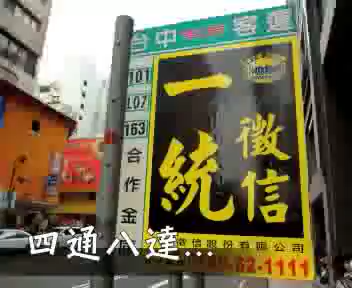 台中客運
101
107
163
合作金
一統
徵信
徵信股份有限公司
62-1111
四通八達...